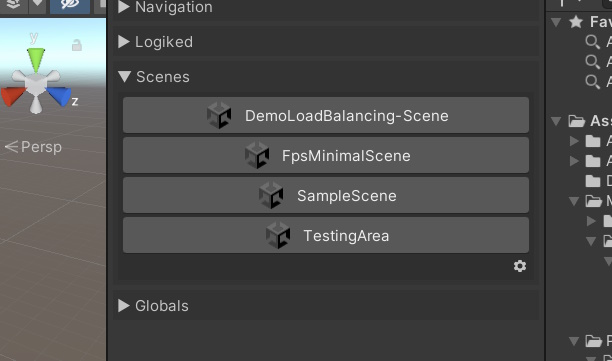 Navigation
y
Logiked
Fav
A
A
A
Scenes
z
DemoLoadBalancing-Scene
Persp
FpsMinimalScene
SampleScene
TestingArea
Globals
Ass
A
A
D
M
F